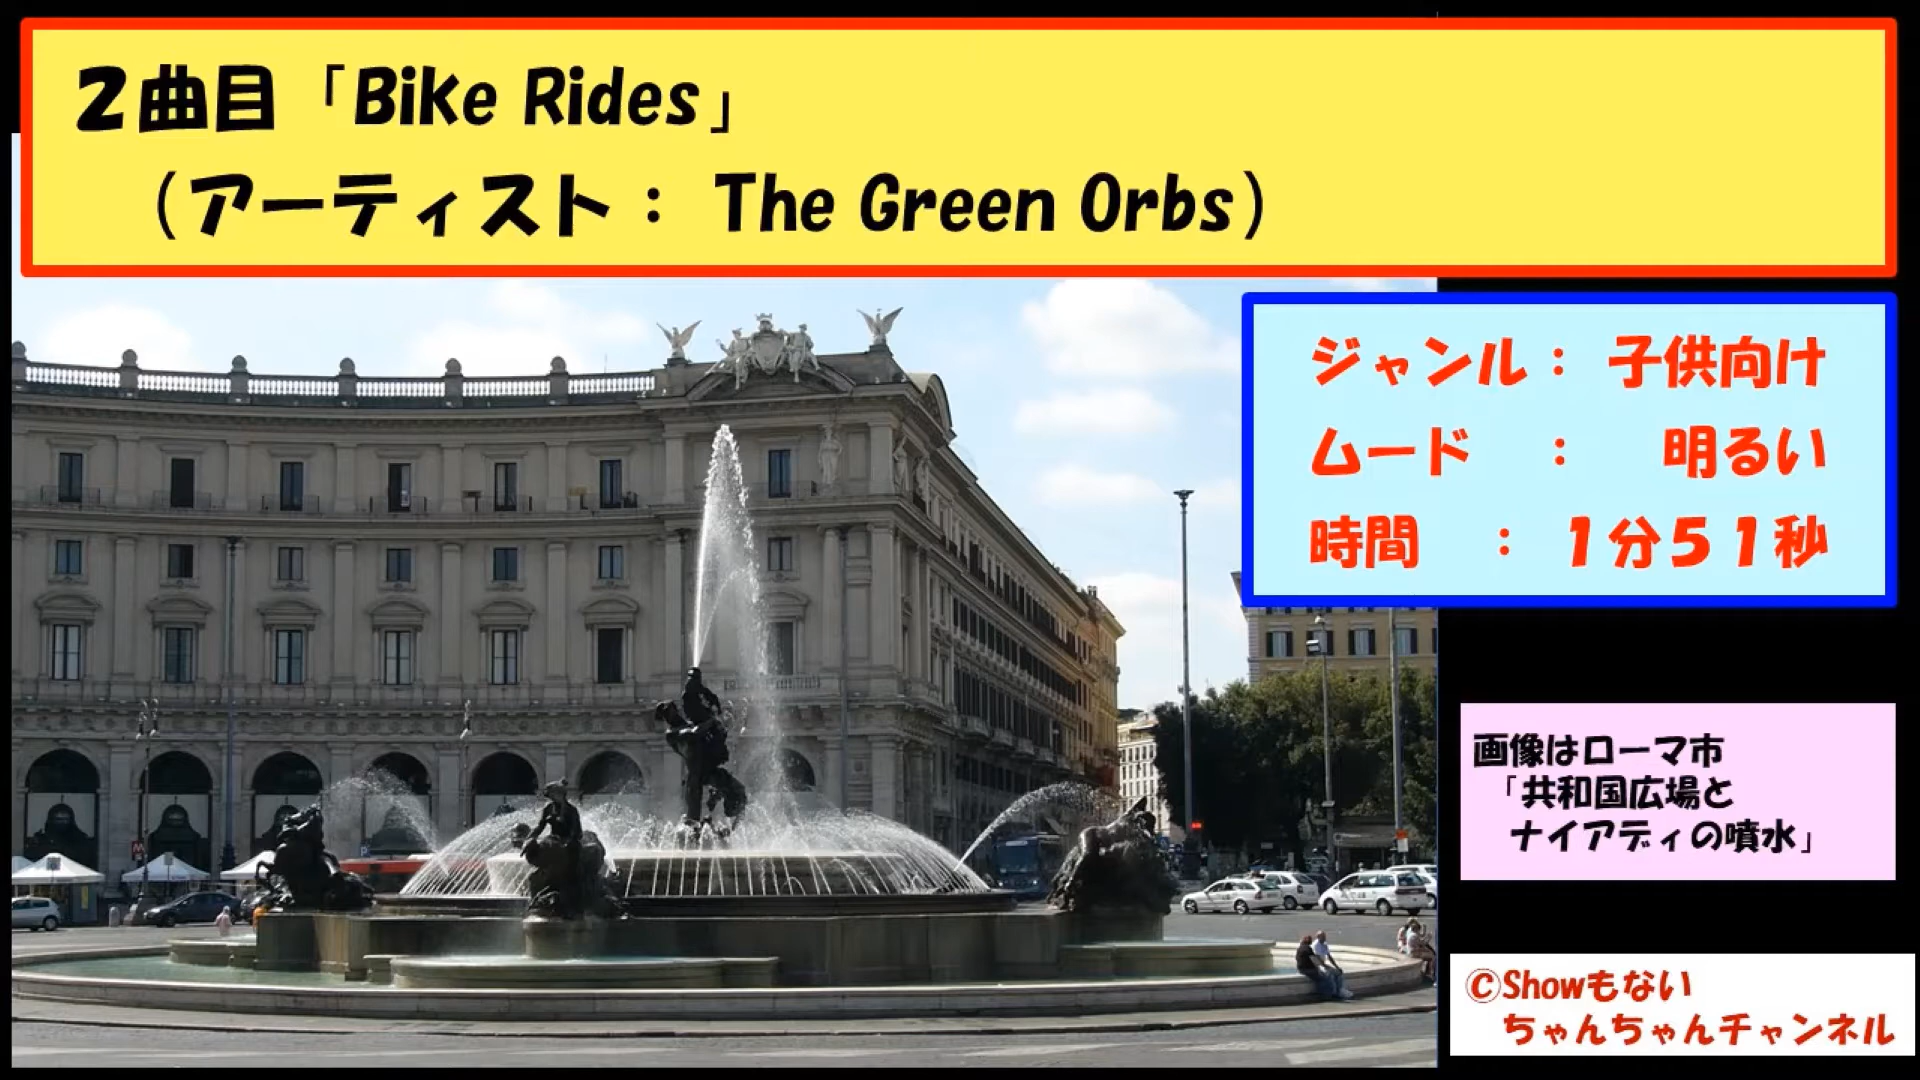 ２曲目「Bike Rides」
（アーティスト： The Green Orbs）
ジャンル： 子供向け
ムード ： 明るい
時間 ： １分５１秒
画像はローマ市
「共和国広場と
ナイアディの噴水」
©Showもない
ちゃんちゃんチャンネル